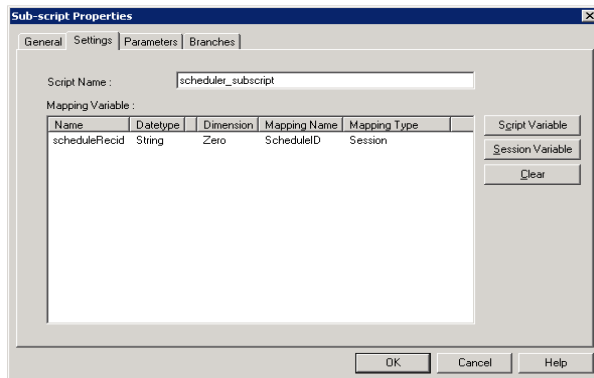 Sub-script Properties
General Settings Parameters Branches
Script Name : scheduler_subscript
Mapping Variable :
Name Datetype Dimension Mapping Name Mapping Type
scheduleRecid String Zero ScheduleID Session
Script Variable
Session Variable
Clear
OK Cancel Help